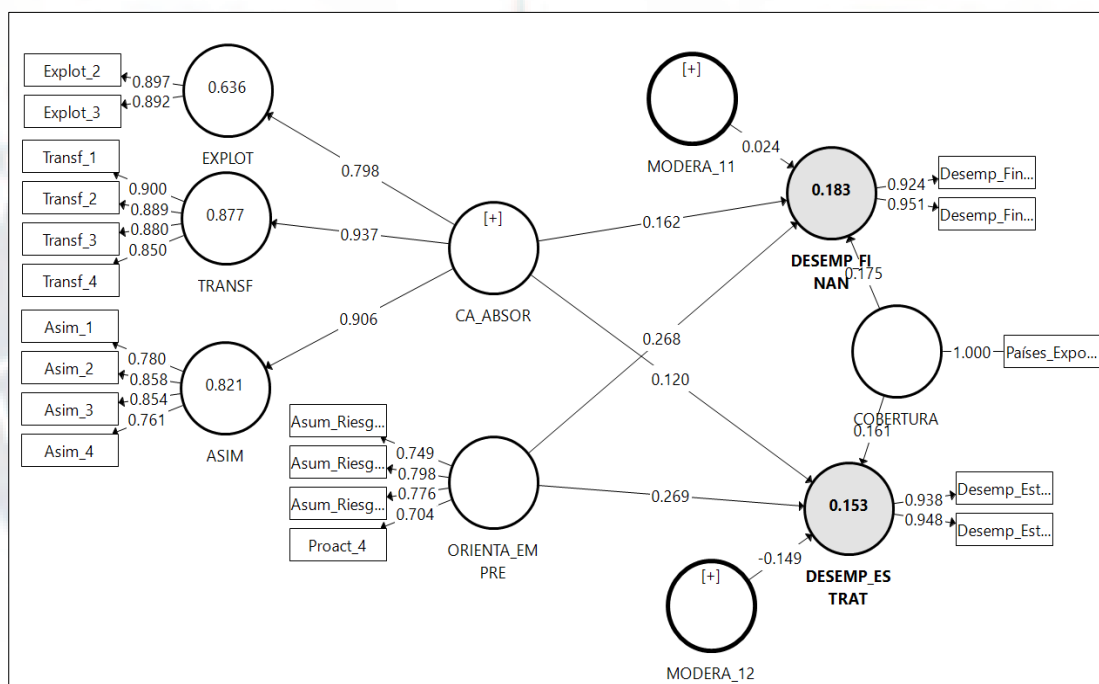 Explot_2
Explot_3
0.897
0.892
0.636
EXPLOT
Transf_1
Transf_2
Transf_3
Transf_4
0.900
0.889
0.880
0.850
0.877
TRANSF
Asim_1
Asim_2
Asim_3
Asim_4
0.780
0.858
0.854
0.761
0.821
ASIM
0.798
0.937
0.906
[+]
CA_ABSOR
Asum_Riesg...
Asum_Riesg...
Asum_Riesg...
Proact_4
0.749
0.798
0.776
0.704
ORIENTA_EM
PRE
0.162
0.120
0.268
0.269
[+]
MODERA_11
0.024
0.183
DESEMP_FI
NAN
0.924
0.951
Desemp_Fin...
Desemp_Fin...
0.175
COBERTURA
1.000
Países_Expo...
0.161
0.153
DESEMP_ES
TRAT
0.938
0.948
Desemp_Est...
Desemp_Est...
-0.149
[+]
MODERA_12